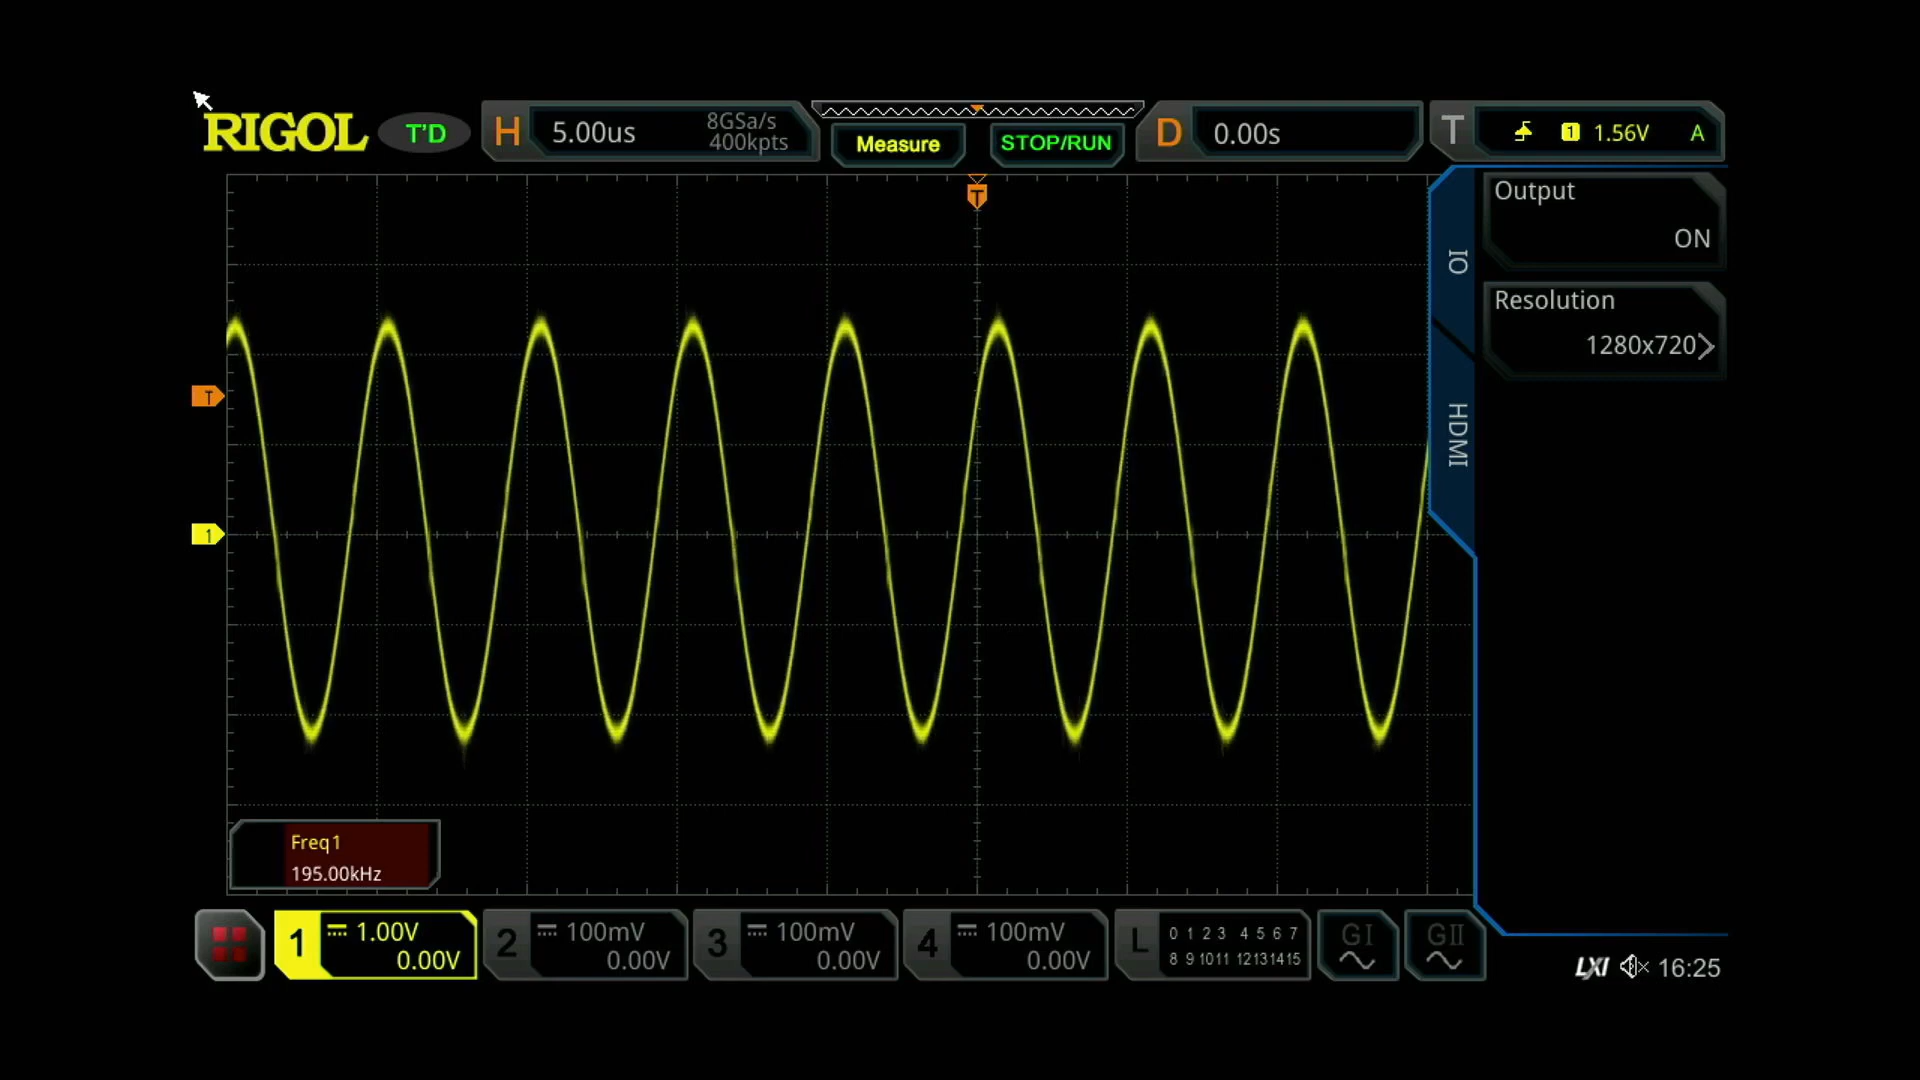 RIGOL T'D H 5.00us 8GSa/s 400kpts Measure STOP/RUN D 0.00s T 1 1.56V A
T
Output
ON
IO
Resolution
1280x720
T
HDMI
1
Freq1
195.00kHz
1 1.00V 0.00V
2 100mV 0.00V
3 100mV 0.00V
4 100mV 0.00V
L 0 1 2 3 4 5 6 7
8 9 10 11 12 13 14 15
GI
GII
LXI 16:25